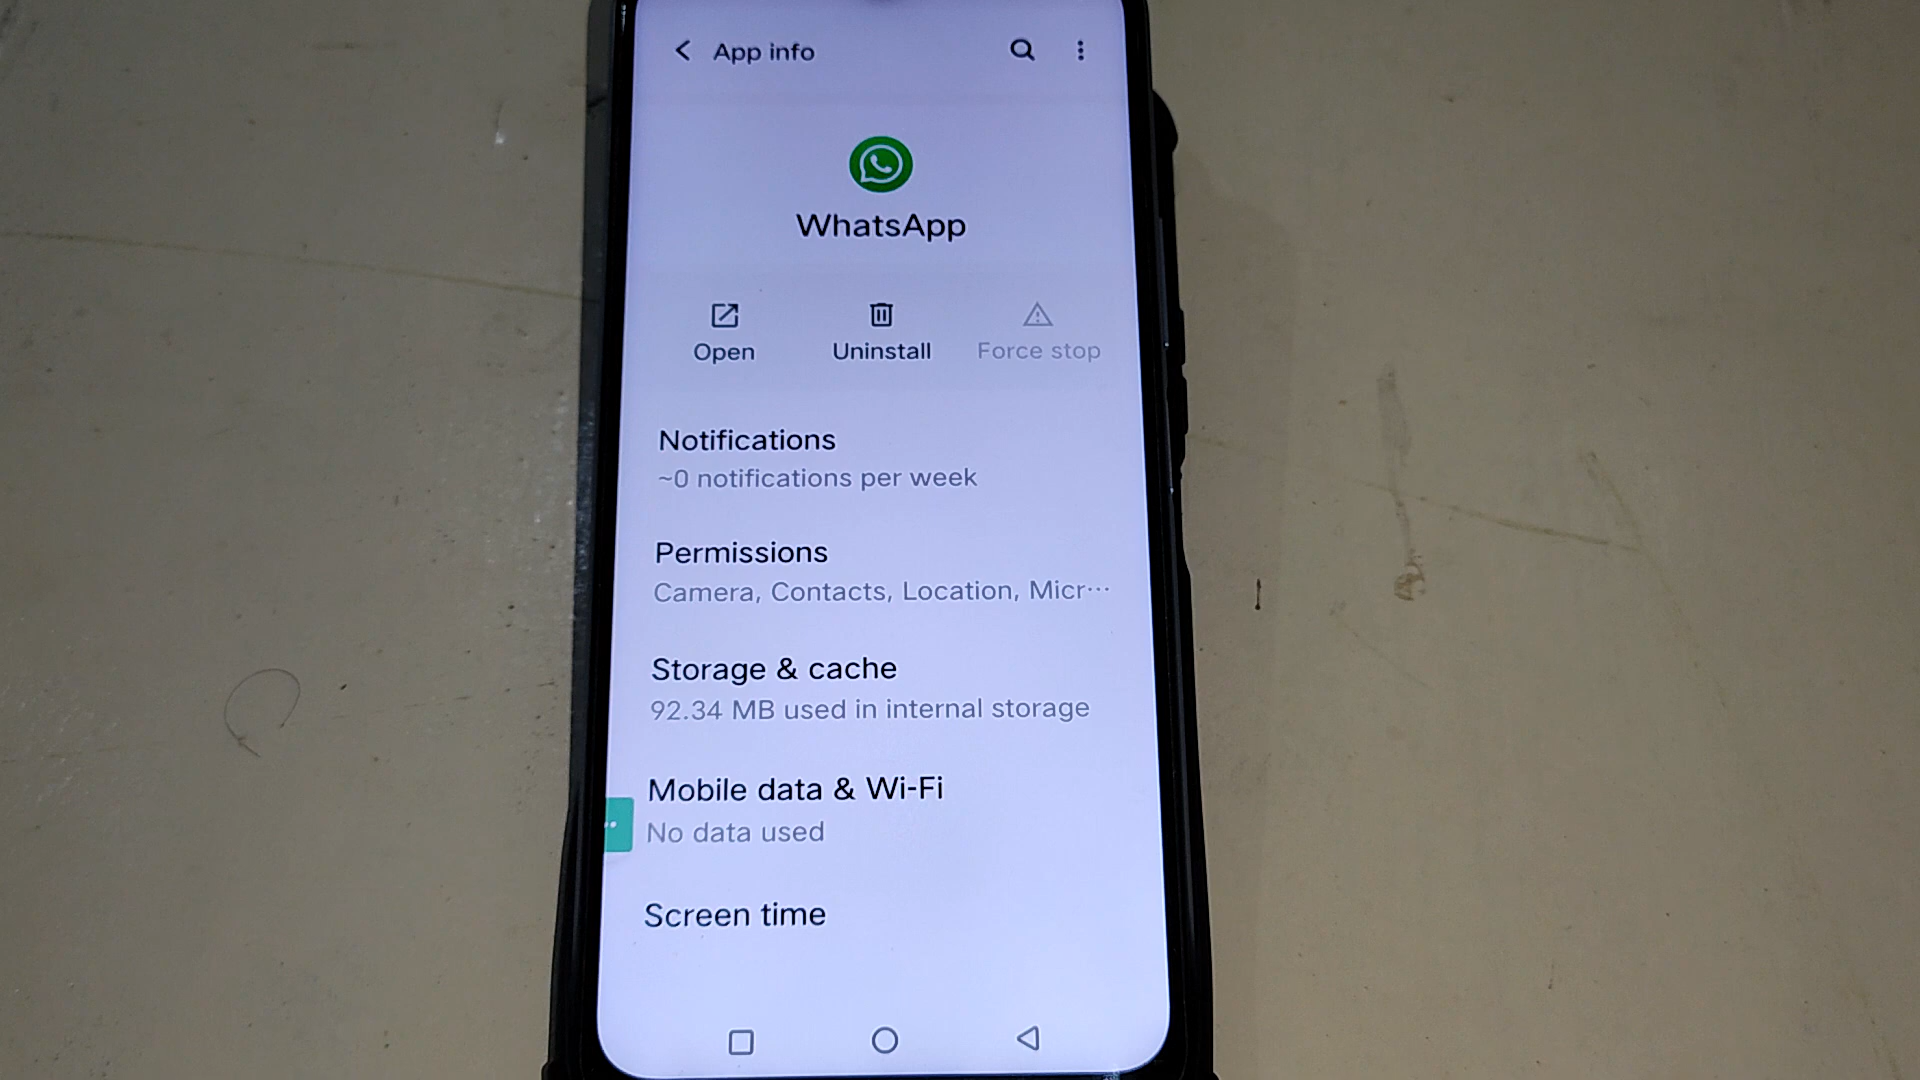 App info
WhatsApp
Open Uninstall Force stop
Notifications
~0 notifications per week
Permissions
Camera, Contacts, Location, Micr···
Storage & cache
92.34 MB used in internal storage
Mobile data & Wi-Fi
No data used
Screen time